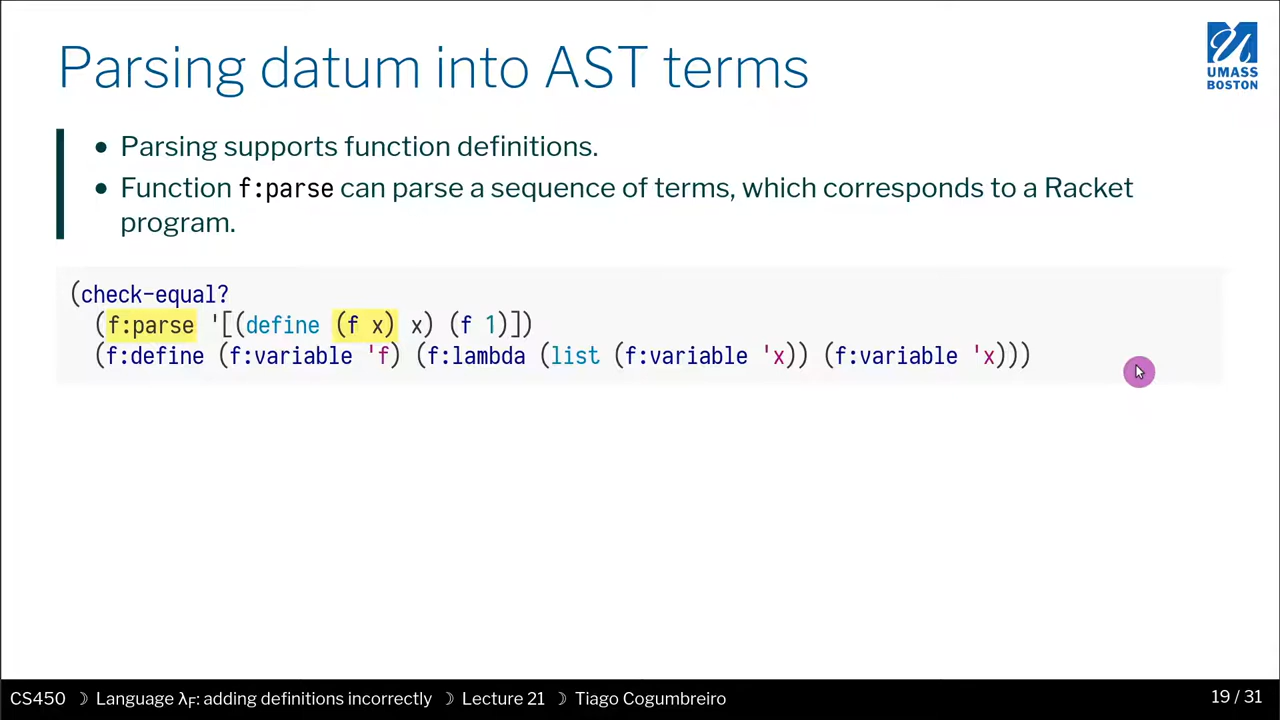 Parsing datum into AST terms
UMASS
BOSTON
• Parsing supports function definitions.
• Function f:parse can parse a sequence of terms, which corresponds to a Racket
program.
(check-equal?
(f:parse '[(define (f x) x) (f 1)])
(f:define (f:variable 'f) (f:lambda (list (f:variable 'x)) (f:variable 'x)))
CS450 ☽ Language λF: adding definitions incorrectly ☽ Lecture 21 ☽ Tiago Cogumbreiro
19 / 31